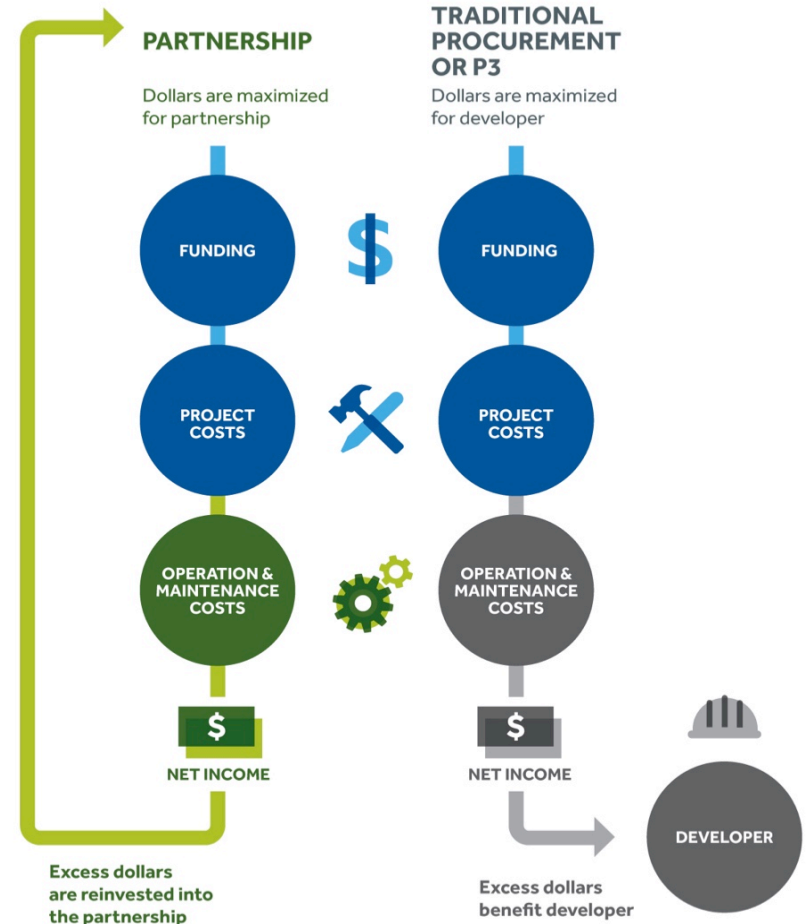 PARTNERSHIP
Dollars are maximized
for partnership
FUNDING
PROJECT
COSTS
OPERATION &
MAINTENANCE
COSTS
$
NET INCOME
Excess dollars
are reinvested into
the partnership
$
TRADITIONAL
PROCUREMENT
OR P3
Dollars are maximized
for developer
FUNDING
PROJECT
COSTS
OPERATION &
MAINTENANCE
COSTS
$
NET INCOME
DEVELOPER
Excess dollars
benefit developer